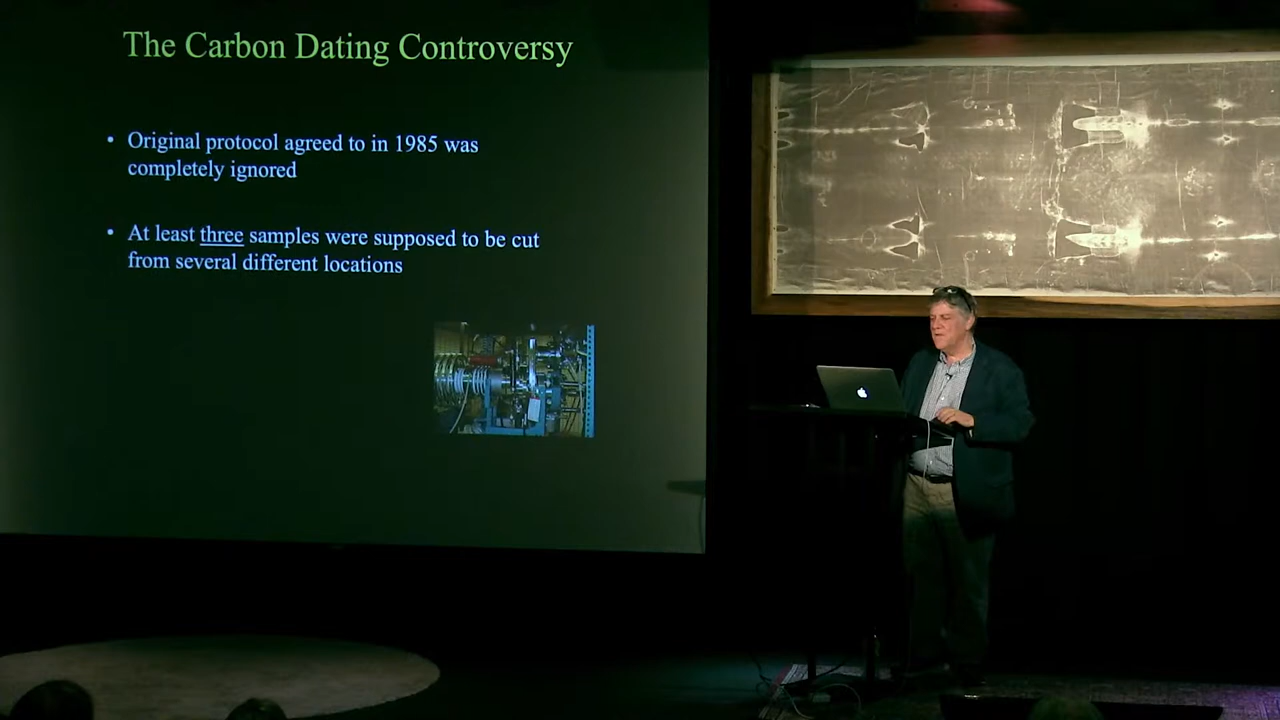 The Carbon Dating Controversy
• Original protocol agreed to in 1985 was
completely ignored
• At least three samples were supposed to be cut
from several different locations